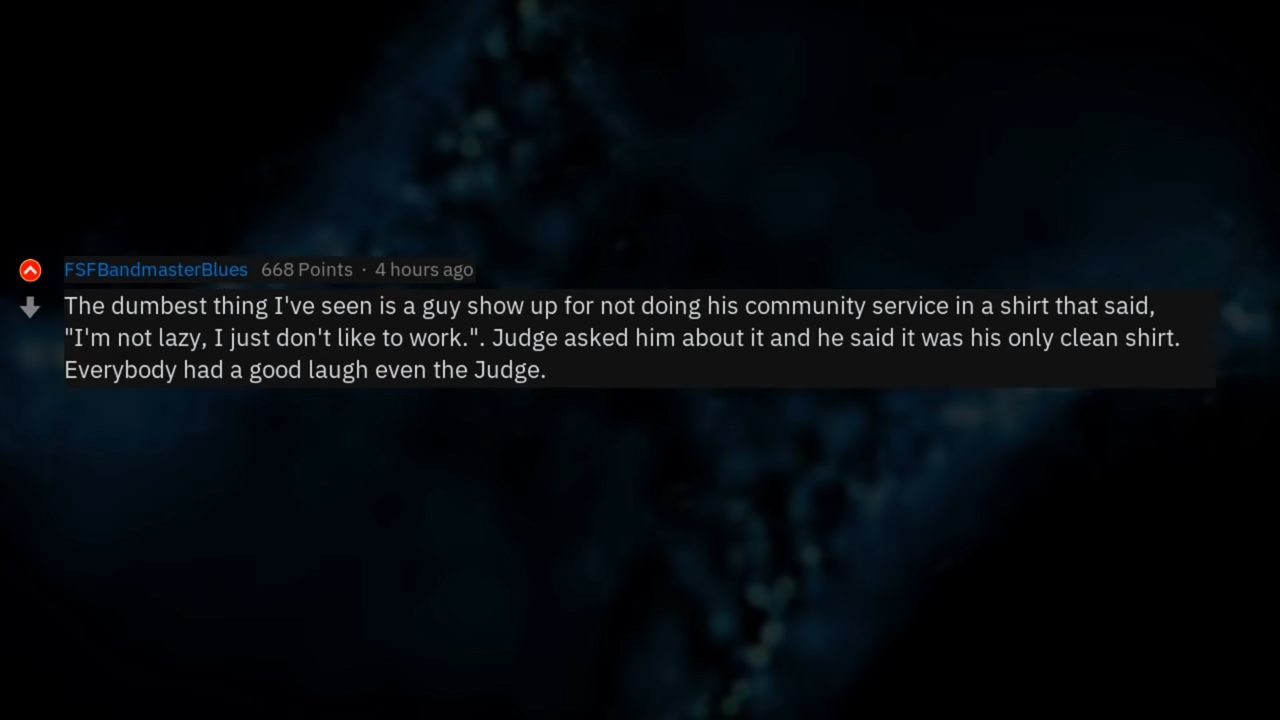 FSFBandmasterBlues 668 Points · 4 hours ago
The dumbest thing I've seen is a guy show up for not doing his community service in a shirt that said,
"I'm not lazy, I just don't like to work.". Judge asked him about it and he said it was his only clean shirt.
Everybody had a good laugh even the Judge.